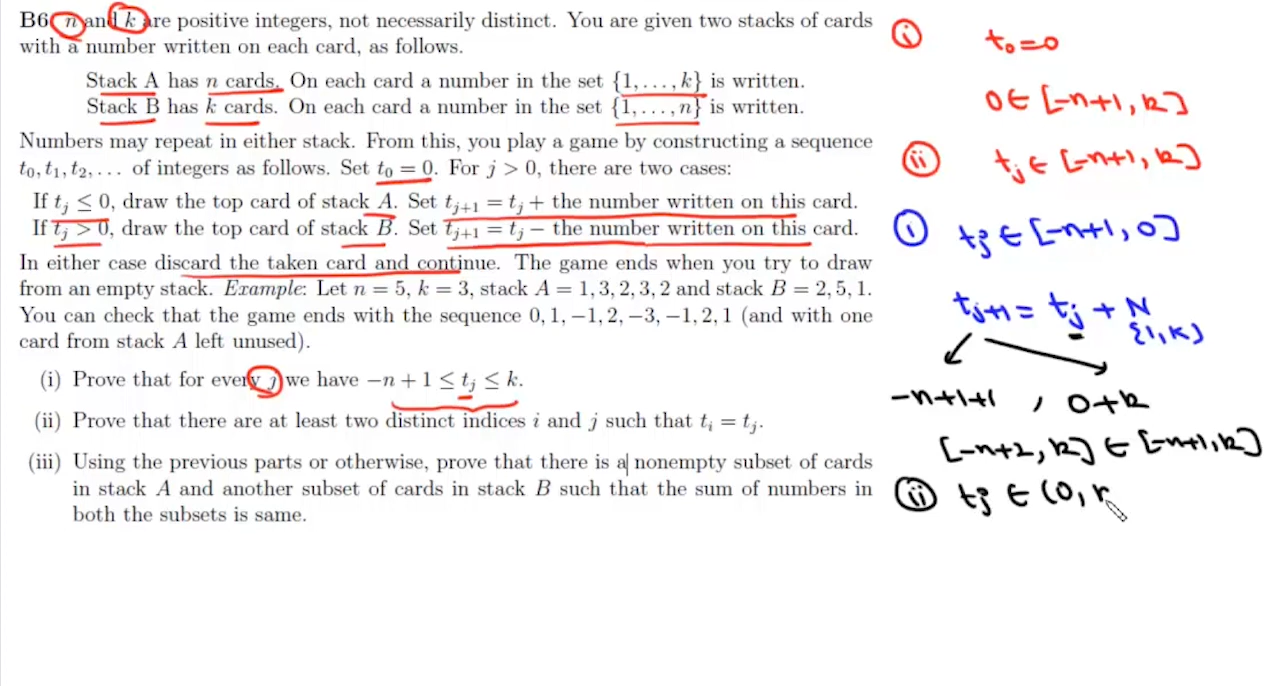 B6. n and k are positive integers, not necessarily distinct. You are given two stacks of cards
with a number written on each card, as follows.
Stack A has n cards. On each card a number in the set {1, . . . , k} is written.
Stack B has k cards. On each card a number in the set {1, . . . , n} is written.
Numbers may repeat in either stack. From this, you play a game by constructing a sequence
t₀, t₁, t₂, . . . of integers as follows. Set t₀ = 0. For j > 0, there are two cases:
If tⱼ ≤ 0, draw the top card of stack A. Set tⱼ₊₁ = tⱼ + the number written on this card.
If tⱼ > 0, draw the top card of stack B. Set tⱼ₊₁ = tⱼ − the number written on this card.
In either case discard the taken card and continue. The game ends when you try to draw
from an empty stack. Example: Let n = 5, k = 3, stack A = 1, 3, 2, 3, 2 and stack B = 2, 5, 1.
You can check that the game ends with the sequence 0, 1, −1, 2, −3, −1, 2, 1 (and with one
card from stack A left unused).
(i) Prove that for every j we have −n + 1 ≤ tⱼ ≤ k.
(ii) Prove that there are at least two distinct indices i and j such that tᵢ = tⱼ.
(iii) Using the previous parts or otherwise, prove that there is a nonempty subset of cards
in stack A and another subset of cards in stack B such that the sum of numbers in
both the subsets is same.
(i) t₀=0
0 ∈ [-n+1, k]
(ii) tⱼ ∈ [-n+1, k]
(i) tⱼ ∈ [-n+1, 0]
tⱼ₊₁ = tⱼ + N
{1, k}
-n+1+1 , 0+k
[-n+2, k] ∈ [-n+1, k]
(ii) tⱼ ∈ (0,